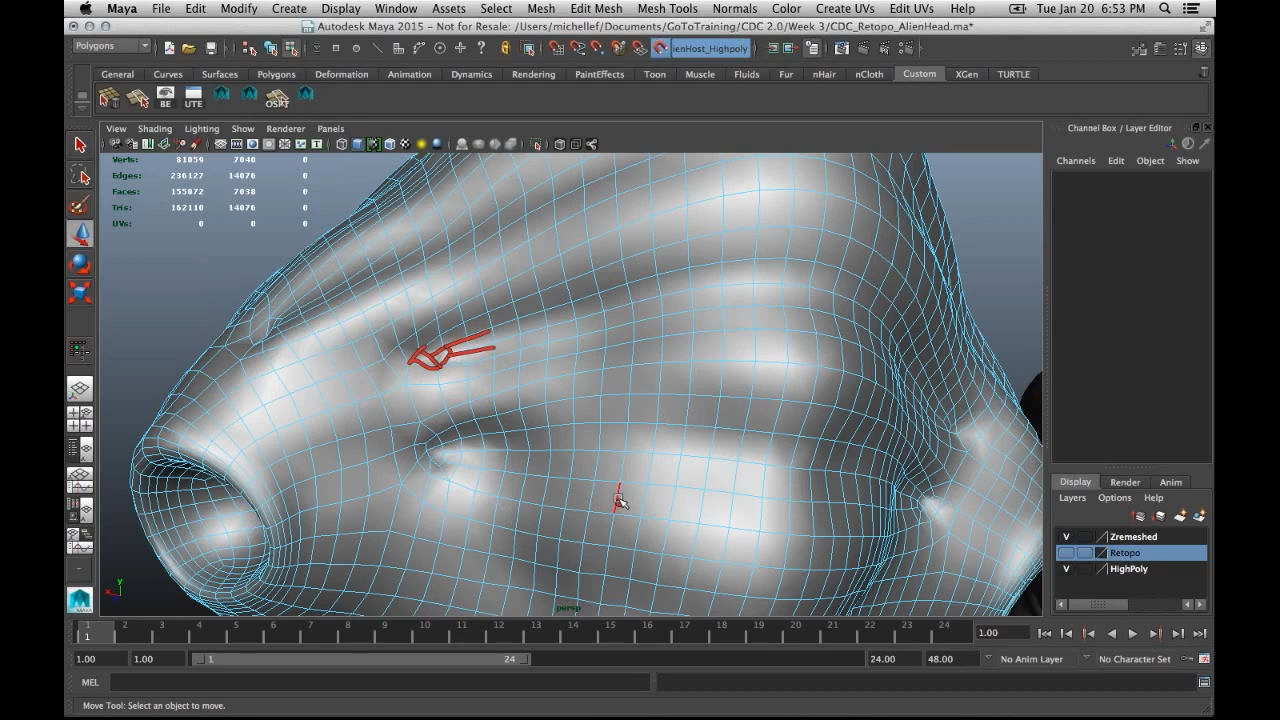 Maya File Edit Modify Create Display Window Assets Select Mesh Edit Mesh Mesh Tools Normals Color Create UVs Edit UVs Help Tue Jan 20 6:53 PM
Autodesk Maya 2015 - Not for Resale: /Users/michellef/Documents/GoToTraining/CDC 2.0/Week 3/CDC_Retopo_AlienHead.ma*
Polygons ienHost_Highpoly
General Curves Surfaces Polygons Deformation Animation Dynamics Rendering PaintEffects Toon Muscle Fluids Fur nHair nCloth Custom XGen TURTLE
BE UTE
View Shading Lighting Show Renderer Panels
Channel Box / Layer Editor
Channels Edit Object Show
Verts: 81059 7040 0
Edges: 236127 14076 0
Faces: 155072 7038 0
Tris: 162110 14076 0
UVs: 0 0 0
Display Render Anim
Layers Options Help
V Zremeshed
Retopo
V HighPoly
y
persp
1 2 3 4 5 6 7 8 9 10 11 12 13 14 15 16 17 18 19 20 21 22 23 24
1 1.00
1.00 1.00 1 24 24.00 48.00 No Anim Layer No Character Set
MEL
Move Tool: Select an object to move.